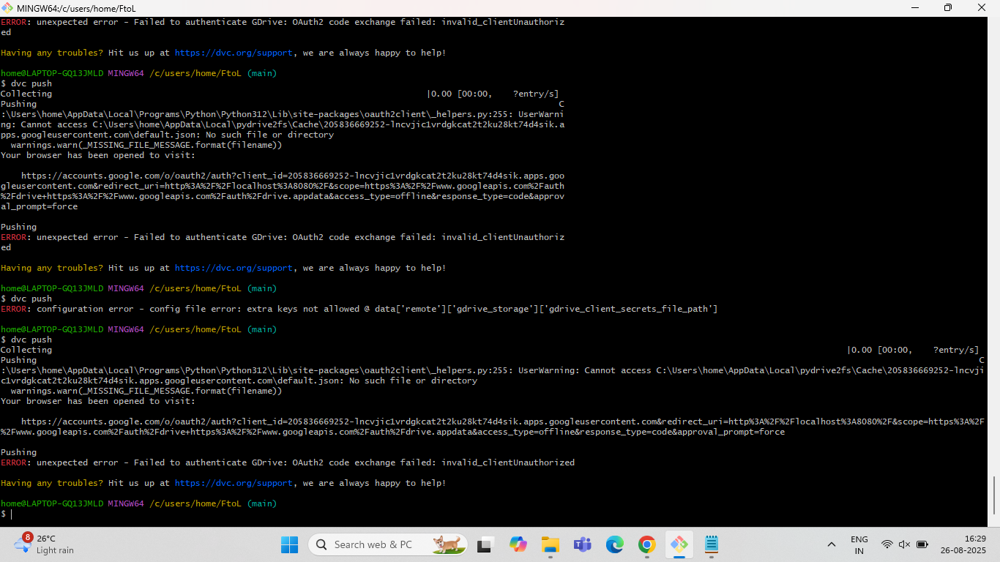 MINGW64:/c/users/home/FtoL
ERROR: unexpected error - Failed to authenticate GDrive: OAuth2 code exchange failed: invalid_clientUnauthoriz
ed
Having any troubles? Hit us up at https://dvc.org/support, we are always happy to help!
home@LAPTOP-GQ13JMLD MINGW64 /c/users/home/FtoL (main)
$ dvc push
Collecting |0.00 [00:00, ?entry/s]
Pushing C
:\Users\home\AppData\Local\Programs\Python\Python312\Lib\site-packages\oauth2client\_helpers.py:255: UserWarni
ng: Cannot access C:\Users\home\AppData\Local\pydrive2fs\Cache\205836669252-lncvjic1vrdgkcat2t2ku28kt74d4sik.a
pps.googleusercontent.com\default.json: No such file or directory
warnings.warn(_MISSING_FILE_MESSAGE.format(filename))
Your browser has been opened to visit:
https://accounts.google.com/o/oauth2/auth?client_id=205836669252-lncvjic1vrdgkcat2t2ku28kt74d4sik.apps.goo
gleusercontent.com&redirect_uri=http%3A%2F%2Flocalhost%3A8080%2F&scope=https%3A%2F%2Fwww.googleapis.com%2Fauth
%2Fdrive+https%3A%2F%2Fwww.googleapis.com%2Fauth%2Fdrive.appdata&access_type=offline&response_type=code&approv
al_prompt=force
Pushing
ERROR: unexpected error - Failed to authenticate GDrive: OAuth2 code exchange failed: invalid_clientUnauthoriz
ed
Having any troubles? Hit us up at https://dvc.org/support, we are always happy to help!
home@LAPTOP-GQ13JMLD MINGW64 /c/users/home/FtoL (main)
$ dvc push
ERROR: configuration error - config file error: extra keys not allowed @ data['remote']['gdrive_storage']['gdrive_client_secrets_file_path']
home@LAPTOP-GQ13JMLD MINGW64 /c/users/home/FtoL (main)
$ dvc push
Collecting |0.00 [00:00, ?entry/s]
Pushing C
:\Users\home\AppData\Local\Programs\Python\Python312\Lib\site-packages\oauth2client\_helpers.py:255: UserWarning: Cannot access C:\Users\home\AppData\Local\pydrive2fs\Cache\205836669252-lncvji
c1vrdgkcat2t2ku28kt74d4sik.apps.googleusercontent.com\default.json: No such file or directory
warnings.warn(_MISSING_FILE_MESSAGE.format(filename))
Your browser has been opened to visit:
https://accounts.google.com/o/oauth2/auth?client_id=205836669252-lncvjic1vrdgkcat2t2ku28kt74d4sik.apps.googleusercontent.com&redirect_uri=http%3A%2F%2Flocalhost%3A8080%2F&scope=https%3A%2F
%2Fwww.googleapis.com%2Fauth%2Fdrive+https%3A%2F%2Fwww.googleapis.com%2Fauth%2Fdrive.appdata&access_type=offline&response_type=code&approval_prompt=force
Pushing
ERROR: unexpected error - Failed to authenticate GDrive: OAuth2 code exchange failed: invalid_clientUnauthorized
Having any troubles? Hit us up at https://dvc.org/support, we are always happy to help!
home@LAPTOP-GQ13JMLD MINGW64 /c/users/home/FtoL (main)
$
8
26°C
Light rain
Search web & PC
ENG
IN
16:29
26-08-2025